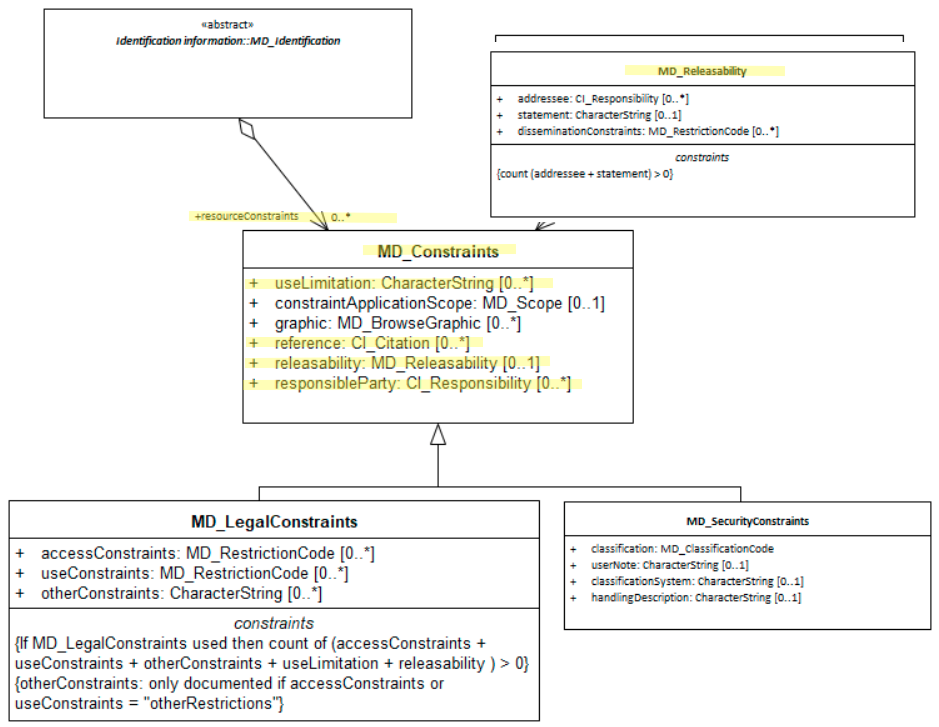 «abstract»
Identification information::MD_Identification
MD_Releasability
+ addressee: CI_Responsibility [0..*]
+ statement: CharacterString [0..1]
+ disseminationConstraints: MD_RestrictionCode [0..*]
constraints
{count (addressee + statement) > 0}
+resourceConstraints 0..*
MD_Constraints
+ useLimitation: CharacterString [0..*]
+ constraintApplicationScope: MD_Scope [0..1]
+ graphic: MD_BrowseGraphic [0..*]
+ reference: CI_Citation [0..*]
+ releasability: MD_Releasability [0..1]
+ responsibleParty: CI_Responsibility [0..*]
MD_LegalConstraints
+ accessConstraints: MD_RestrictionCode [0..*]
+ useConstraints: MD_RestrictionCode [0..*]
+ otherConstraints: CharacterString [0..*]
constraints
{If MD_LegalConstraints used then count of (accessConstraints +
useConstraints + otherConstraints + useLimitation + releasability ) > 0}
{otherConstraints: only documented if accessConstraints or
useConstraints = "otherRestrictions"}
MD_SecurityConstraints
+ classification: MD_ClassificationCode
+ userNote: CharacterString [0..1]
+ classificationSystem: CharacterString [0..1]
+ handlingDescription: CharacterString [0..1]